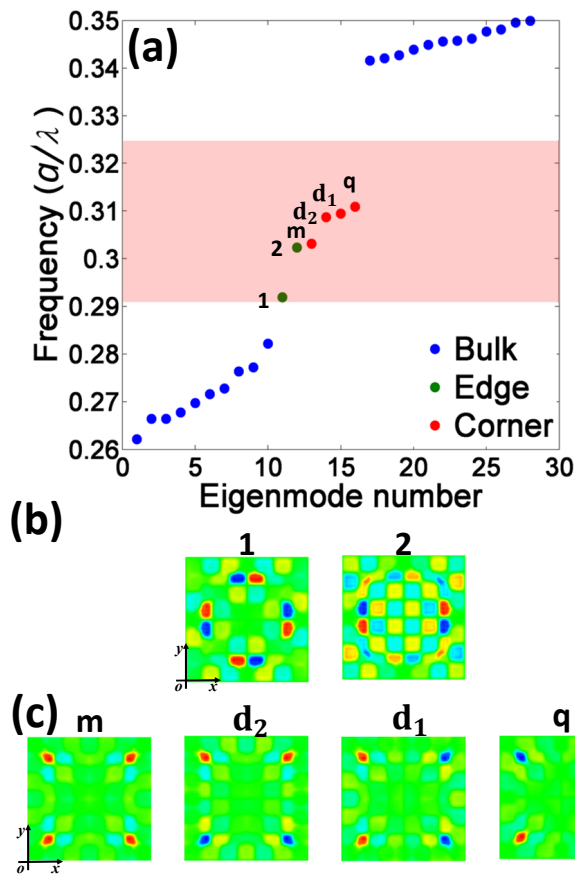 (a)
Frequency (a/λ)
0.35
0.34
0.33
0.32
0.31
0.3
0.29
0.28
0.27
0.26
q
d₁
d₂
m
2
1
Bulk
Edge
Corner
0 5 10 15 20 25 30
Eigenmode number
(b)
1 2
y
o x
(c)
m d₂ d₁ q
y
o x